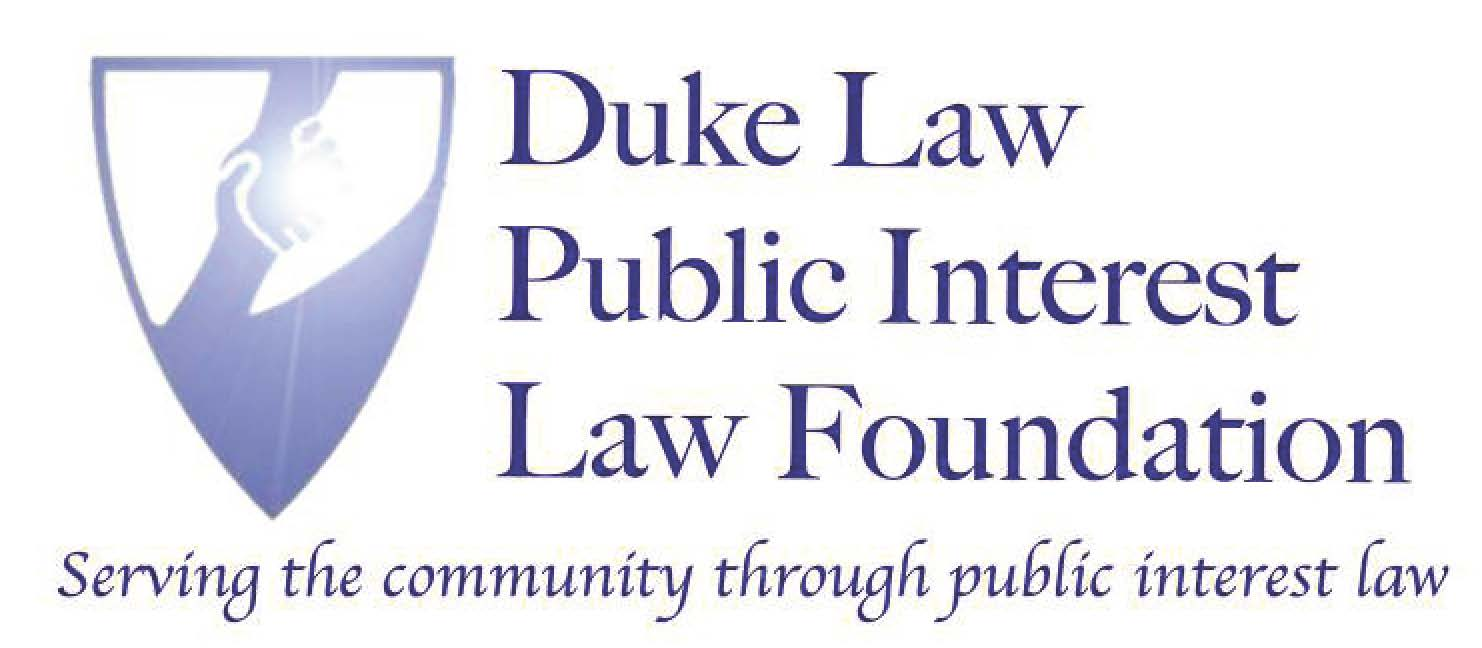 Duke Law
Public Interest
Law Foundation
Serving the community through public interest law